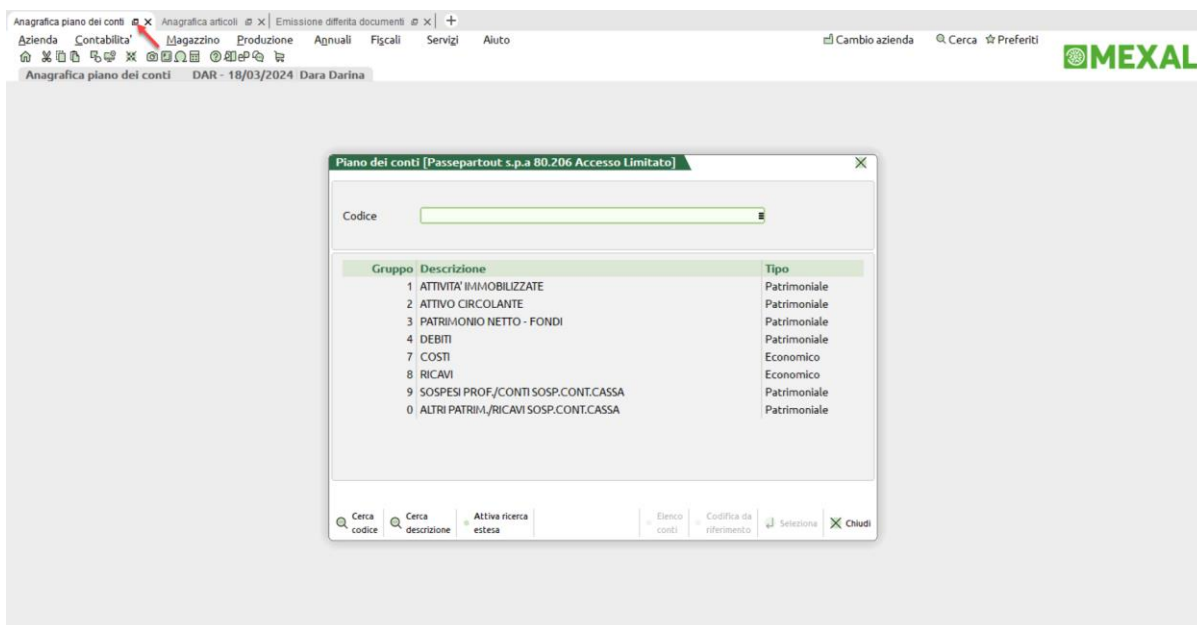 Anagrafica piano dei conti Anagrafica articoli Emissione differita documenti
Azienda Contabilita' Magazzino Produzione Annuali Fiscali Servizi Aiuto Cambio azienda Cerca Preferiti
MEXAL
Anagrafica piano dei conti DAR - 18/03/2024 Dara Darina
Piano dei conti [Passepartout s.p.a 80.206 Accesso Limitato]
Codice
Gruppo Descrizione Tipo
1 ATTIVITA' IMMOBILIZZATE Patrimoniale
2 ATTIVO CIRCOLANTE Patrimoniale
3 PATRIMONIO NETTO - FONDI Patrimoniale
4 DEBITI Patrimoniale
7 COSTI Economico
8 RICAVI Economico
9 SOSPESI PROF./CONTI SOSP.CONT.CASSA Patrimoniale
0 ALTRI PATRIM./RICAVI SOSP.CONT.CASSA Patrimoniale
Cerca codice Cerca descrizione Attiva ricerca estesa Elenco conti Codifica da riferimento Seleziona Chiudi